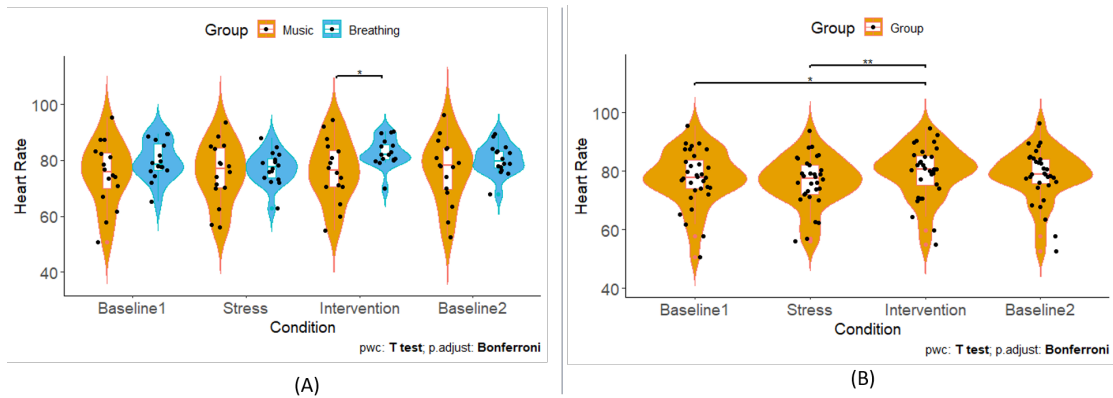 Group Music Breathing
Heart Rate
100
80
60
40
*
Baseline1 Stress Intervention Baseline2
Condition
pwc: T test; p.adjust: Bonferroni
(A)
Group Group
Heart Rate
100
80
60
40
**
*
Baseline1 Stress Intervention Baseline2
Condition
pwc: T test; p.adjust: Bonferroni
(B)